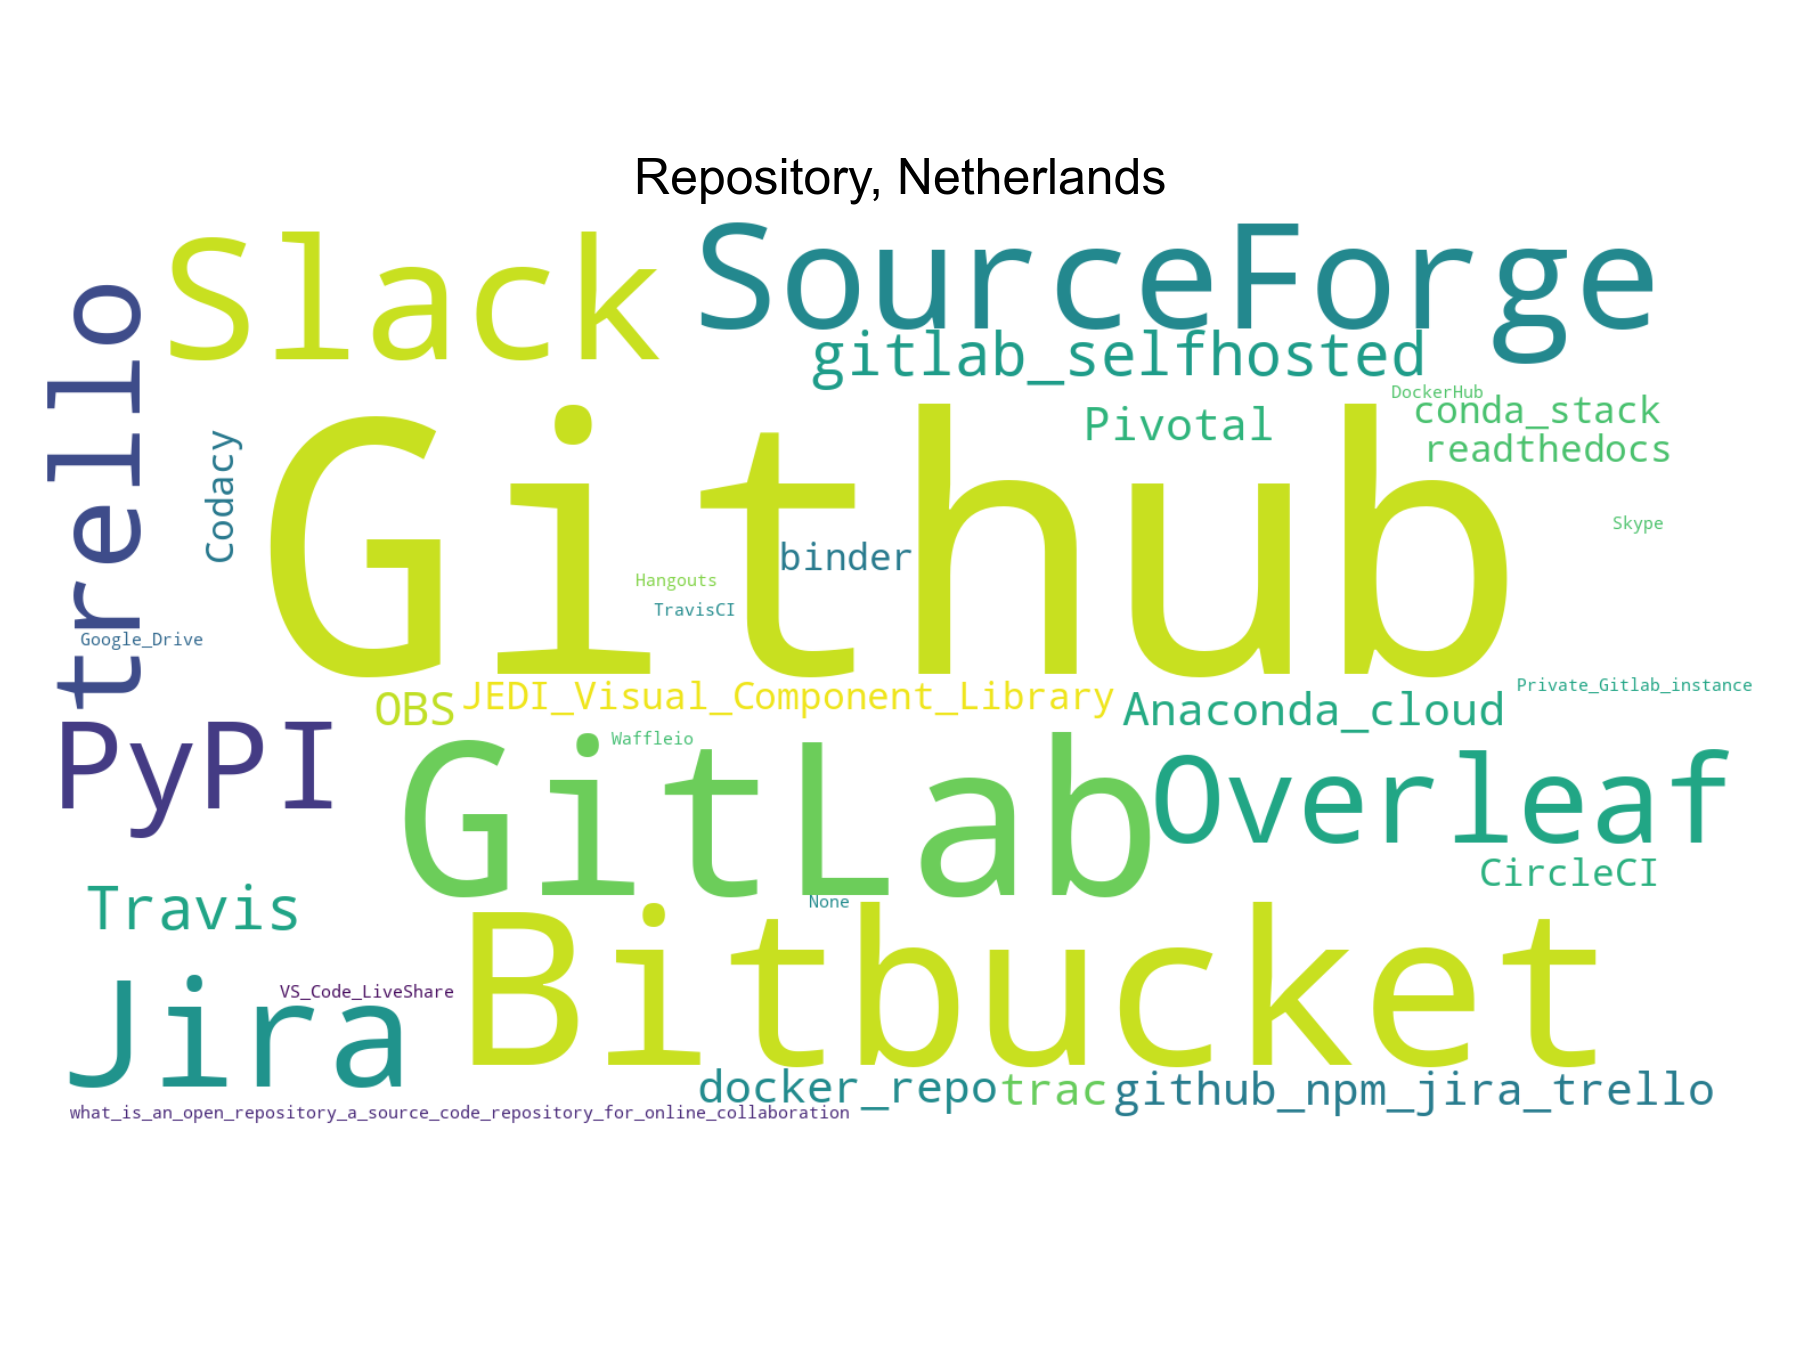 Repository, Netherlands
Slack
SourceForge
trello
gitlab_selfhosted
DockerHub
conda_stack
Pivotal
readthedocs
Codacy
Github
Skype
binder
Hangouts
TravisCI
Google_Drive
Private_Gitlab_instance
OBS
JEDI_Visual_Component_Library
Anaconda_cloud
PyPI
Waffleio
GitLab
Overleaf
CircleCI
None
Travis
Bitbucket
VS_Code_LiveShare
Jira
docker_repo
trac
github_npm_jira_trello
what_is_an_open_repository_a_source_code_repository_for_online_collaboration